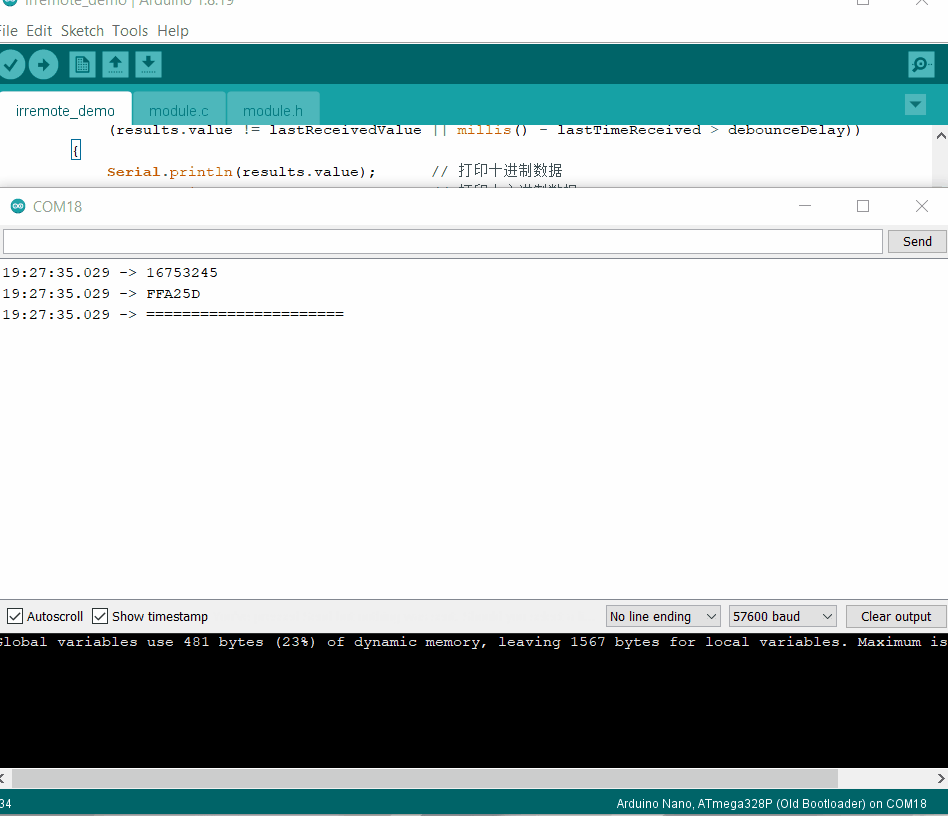 irremote_demo | Arduino 1.8.19
File Edit Sketch Tools Help
irremote_demo module.c module.h
(results.value != lastReceivedValue || millis() - lastTimeReceived > debounceDelay))
{
Serial.println(results.value); // 打印十进制数据
COM18
Send
19:27:35.029 -> 16753245
19:27:35.029 -> FFA25D
19:27:35.029 -> ======================
Autoscroll Show timestamp No line ending 57600 baud Clear output
Global variables use 481 bytes (23%) of dynamic memory, leaving 1567 bytes for local variables. Maximum is
34 Arduino Nano, ATmega328P (Old Bootloader) on COM18